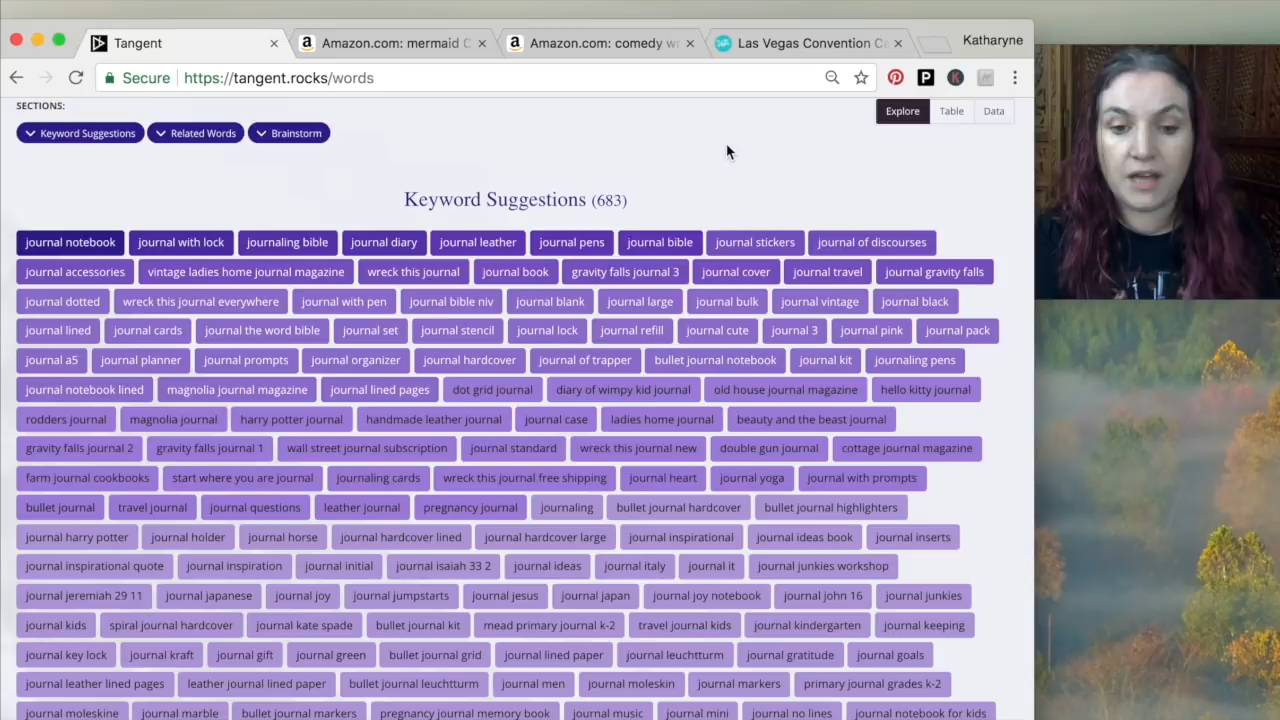 Tangent
Amazon.com: mermaid C
Amazon.com: comedy wr
Las Vegas Convention Ce
Katharyne
Secure https://tangent.rocks/words
SECTIONS:
Explore Table Data
Keyword Suggestions Related Words Brainstorm
Keyword Suggestions (683)
journal notebook journal with lock journaling bible journal diary journal leather journal pens journal bible journal stickers journal of discourses
journal accessories vintage ladies home journal magazine wreck this journal journal book gravity falls journal 3 journal cover journal travel journal gravity falls
journal dotted wreck this journal everywhere journal with pen journal bible niv journal blank journal large journal bulk journal vintage journal black
journal lined journal cards journal the word bible journal set journal stencil journal lock journal refill journal cute journal 3 journal pink journal pack
journal a5 journal planner journal prompts journal organizer journal hardcover journal of trapper bullet journal notebook journal kit journaling pens
journal notebook lined magnolia journal magazine journal lined pages dot grid journal diary of wimpy kid journal old house journal magazine hello kitty journal
rodders journal magnolia journal harry potter journal handmade leather journal journal case ladies home journal beauty and the beast journal
gravity falls journal 2 gravity falls journal 1 wall street journal subscription journal standard wreck this journal new double gun journal cottage journal magazine
farm journal cookbooks start where you are journal journaling cards wreck this journal free shipping journal heart journal yoga journal with prompts
bullet journal travel journal journal questions leather journal pregnancy journal journaling bullet journal hardcover bullet journal highlighters
journal harry potter journal holder journal horse journal hardcover lined journal hardcover large journal inspirational journal ideas book journal inserts
journal inspirational quote journal inspiration journal initial journal isaiah 33 2 journal ideas journal italy journal it journal junkies workshop
journal jeremiah 29 11 journal japanese journal joy journal jumpstarts journal jesus journal japan journal joy notebook journal john 16 journal junkies
journal kids spiral journal hardcover journal kate spade bullet journal kit mead primary journal k-2 travel journal kids journal kindergarten journal keeping
journal key lock journal kraft journal gift journal green bullet journal grid journal lined paper journal leuchtturm journal gratitude journal goals
journal leather lined pages leather journal lined paper bullet journal leuchtturm journal men journal moleskin journal markers primary journal grades k-2
journal moleskine journal marble bullet journal markers pregnancy journal memory book journal music journal mini journal no lines journal notebook for kids